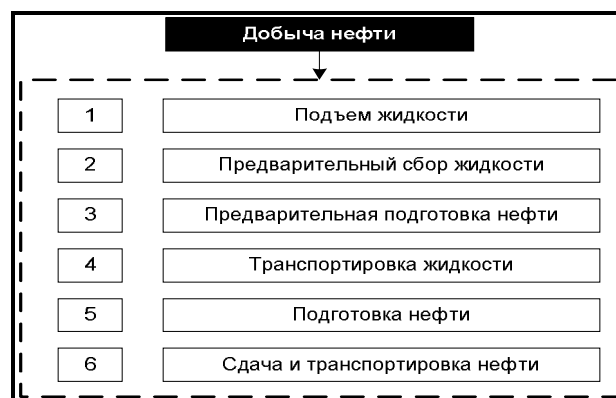 Добыча нефти
1 Подъем жидкости
2 Предварительный сбор жидкости
3 Предварительная подготовка нефти
4 Транспортировка жидкости
5 Подготовка нефти
6 Сдача и транспортировка нефти